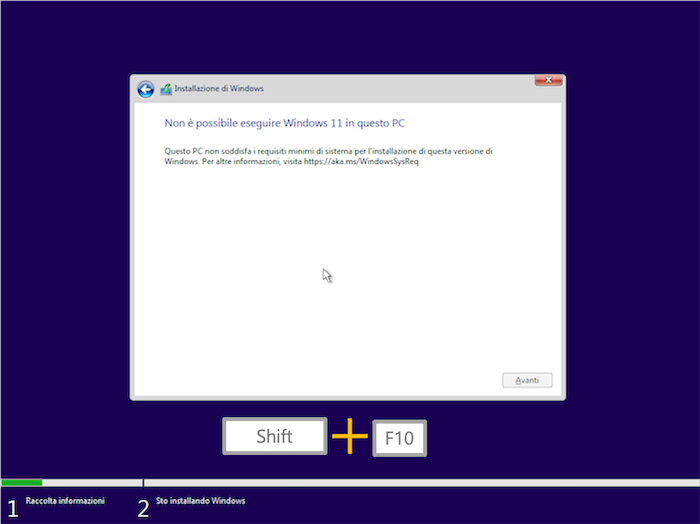 Installazione di Windows
Non è possibile eseguire Windows 11 in questo PC
Questo PC non soddisfa i requisiti minimi di sistema per l'installazione di questa versione di
Windows. Per altre informazioni, visita https://aka.ms/WindowsSysReq
Avanti
Shift + F10
1 Raccolta informazioni 2 Sto installando Windows